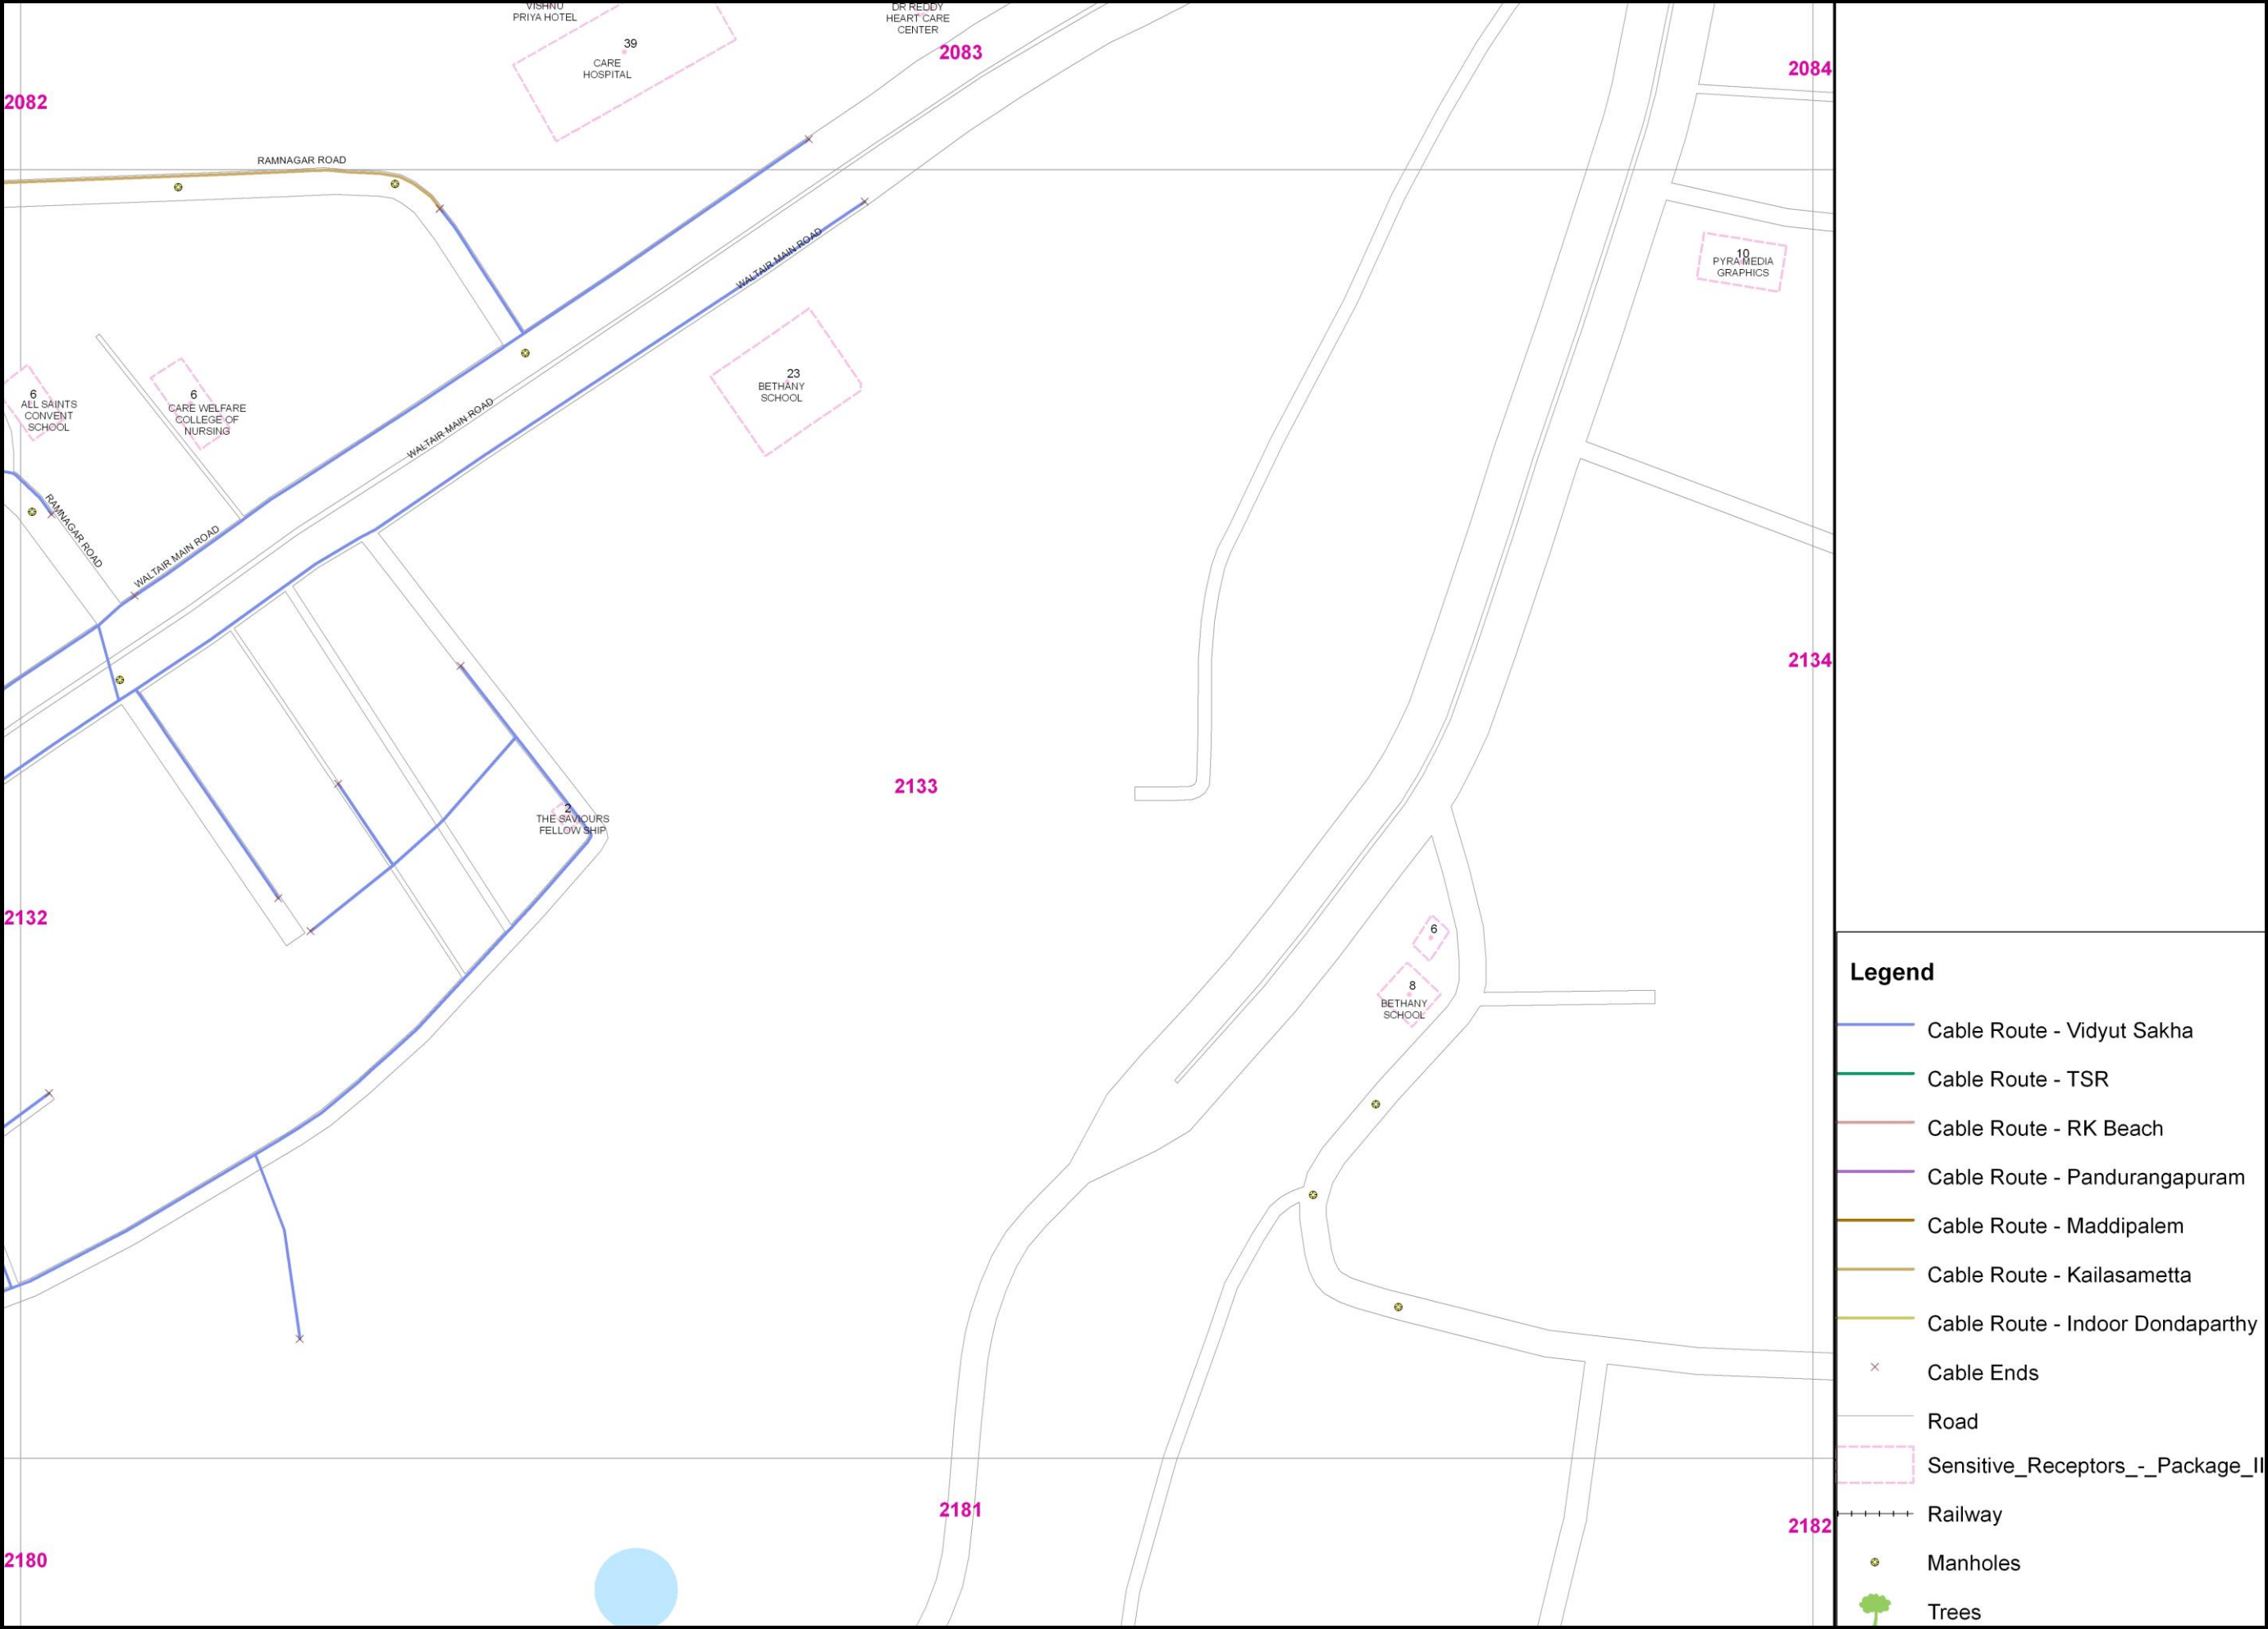 VISHNU
PRIYA HOTEL
DR REDDY
HEART CARE
CENTER
39
CARE
HOSPITAL
2083
2084
2082
RAMNAGAR ROAD
WALTAIR MAIN ROAD
10
PYRA MEDIA
GRAPHICS
23
BETHANY
SCHOOL
6
ALL SAINTS
CONVENT
SCHOOL
6
CARE WELFARE
COLLEGE OF
NURSING
WALTAIR MAIN ROAD
RAMNAGAR ROAD
WALTAIR MAIN ROAD
2134
2133
2
THE SAVIOURS
FELLOW SHIP
2132
6
8
BETHANY
SCHOOL
2181
2182
2180
Legend
Cable Route - Vidyut Sakha
Cable Route - TSR
Cable Route - RK Beach
Cable Route - Pandurangapuram
Cable Route - Maddipalem
Cable Route - Kailasametta
Cable Route - Indoor Dondaparthy
Cable Ends
Road
Sensitive_Receptors_-_Package_II
Railway
Manholes
Trees